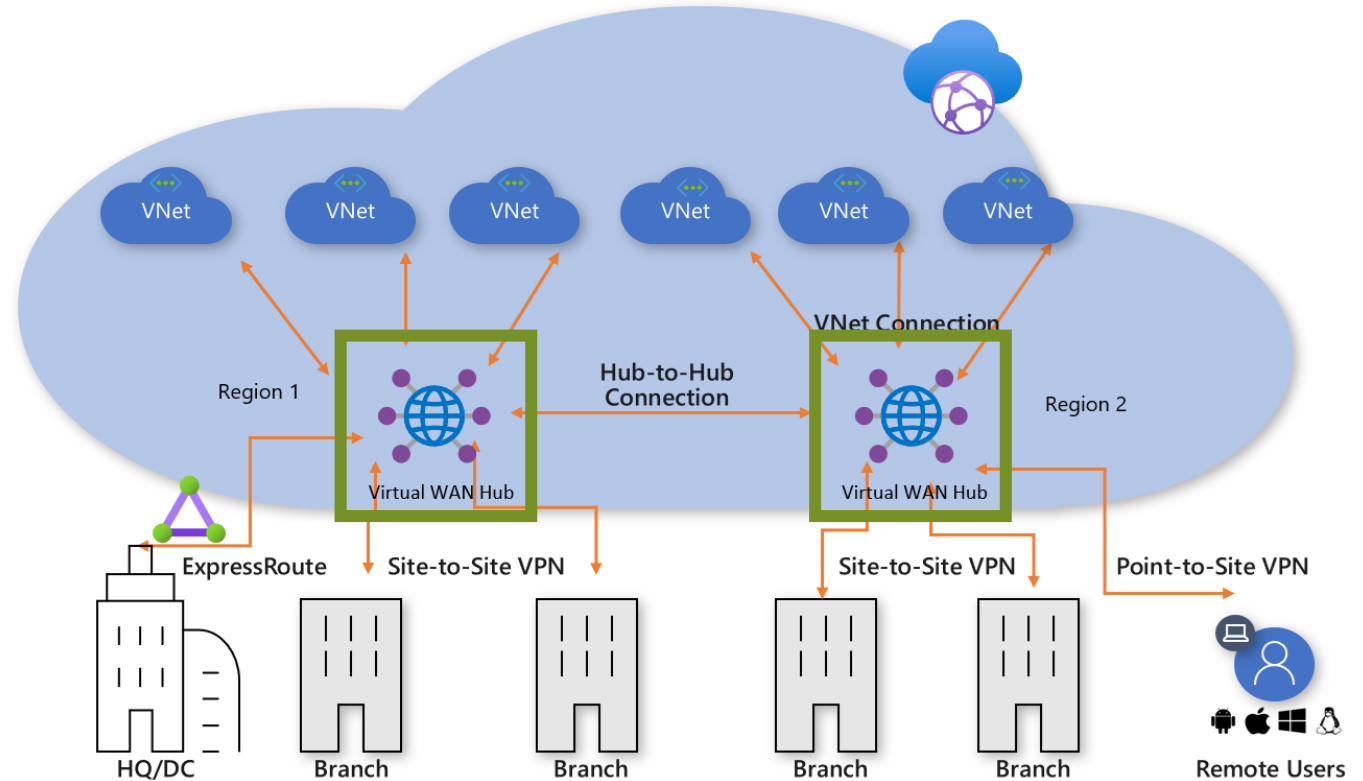 VNet
VNet
VNet
VNet
VNet
VNet
VNet Connection
Hub-to-Hub
Connection
Region 1
Region 2
Virtual WAN Hub
Virtual WAN Hub
ExpressRoute
Site-to-Site VPN
Site-to-Site VPN
Point-to-Site VPN
HQ/DC
Branch
Branch
Branch
Branch
Remote Users